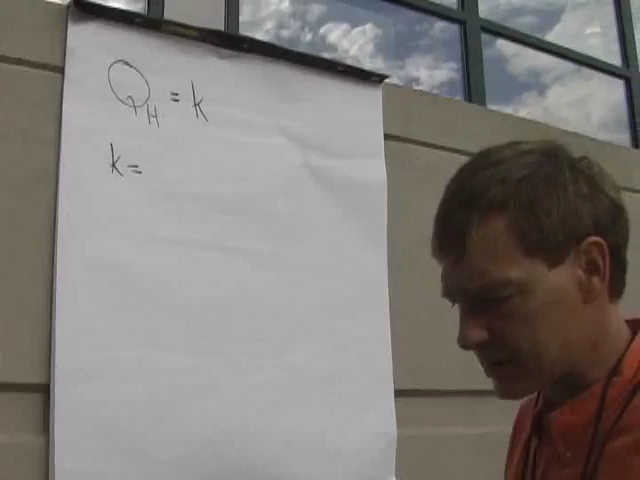 Q_H = k
k =